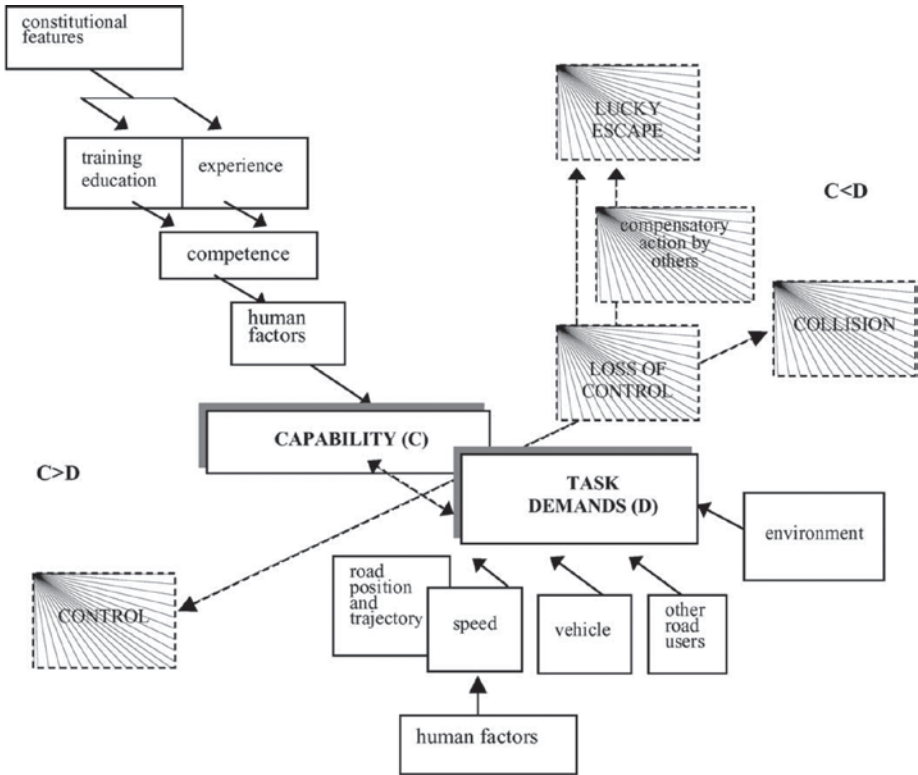 constitutional
features
LUCKY
ESCAPE
training
education
experience
C<D
compensatory
action by
others
competence
COLLISION
human
factors
LOSS OF
CONTROL
CAPABILITY (C)
C>D
TASK
DEMANDS (D)
environment
road
position
and
trajectory
speed
vehicle
other
road
users
CONTROL
human factors